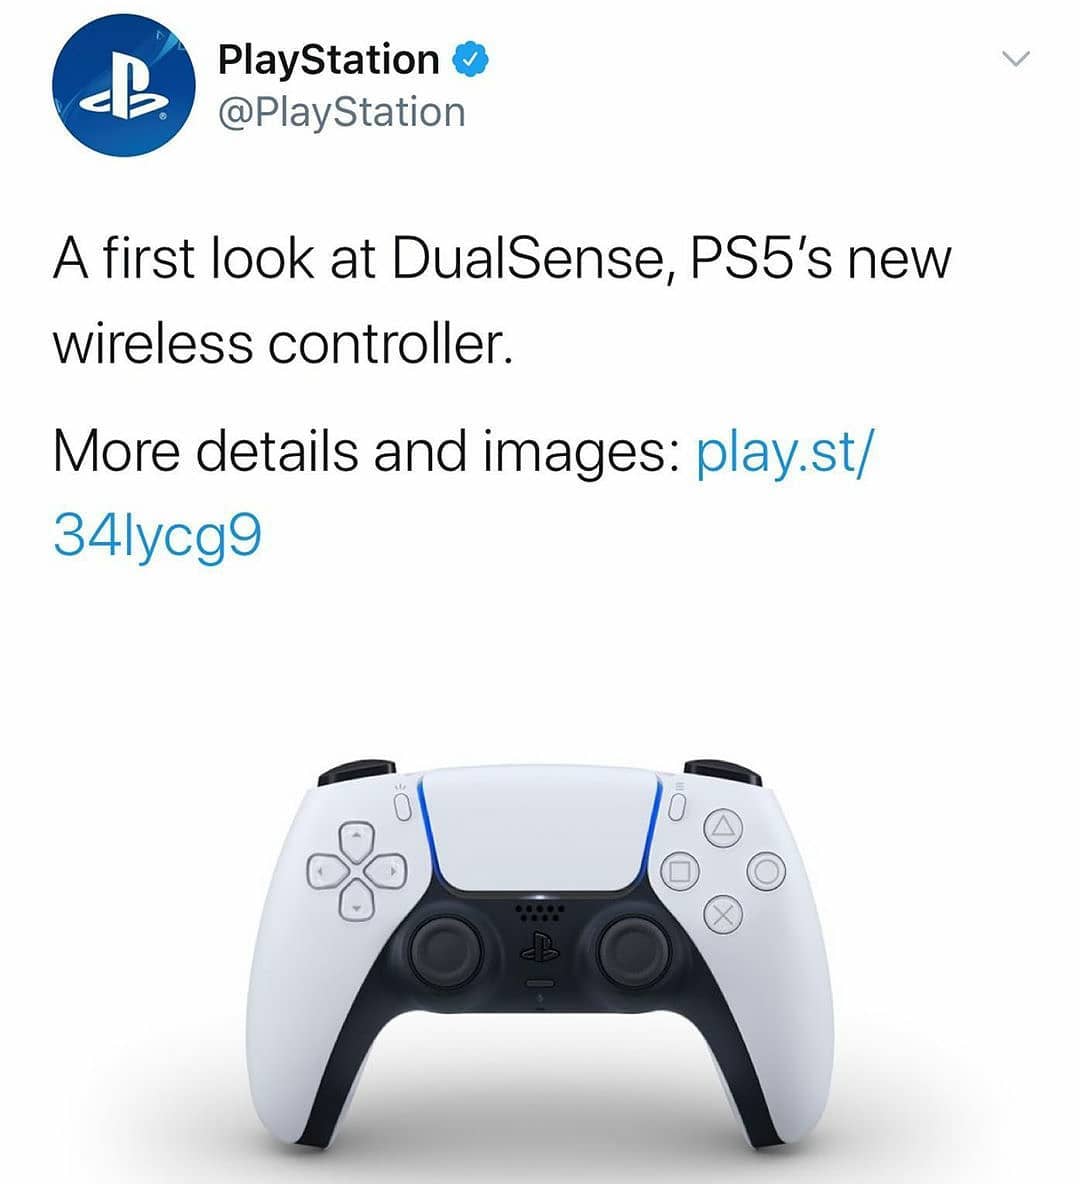 PlayStation
@PlayStation
A first look at DualSense, PS5’s new
wireless controller.
More details and images: play.st/
34lycg9